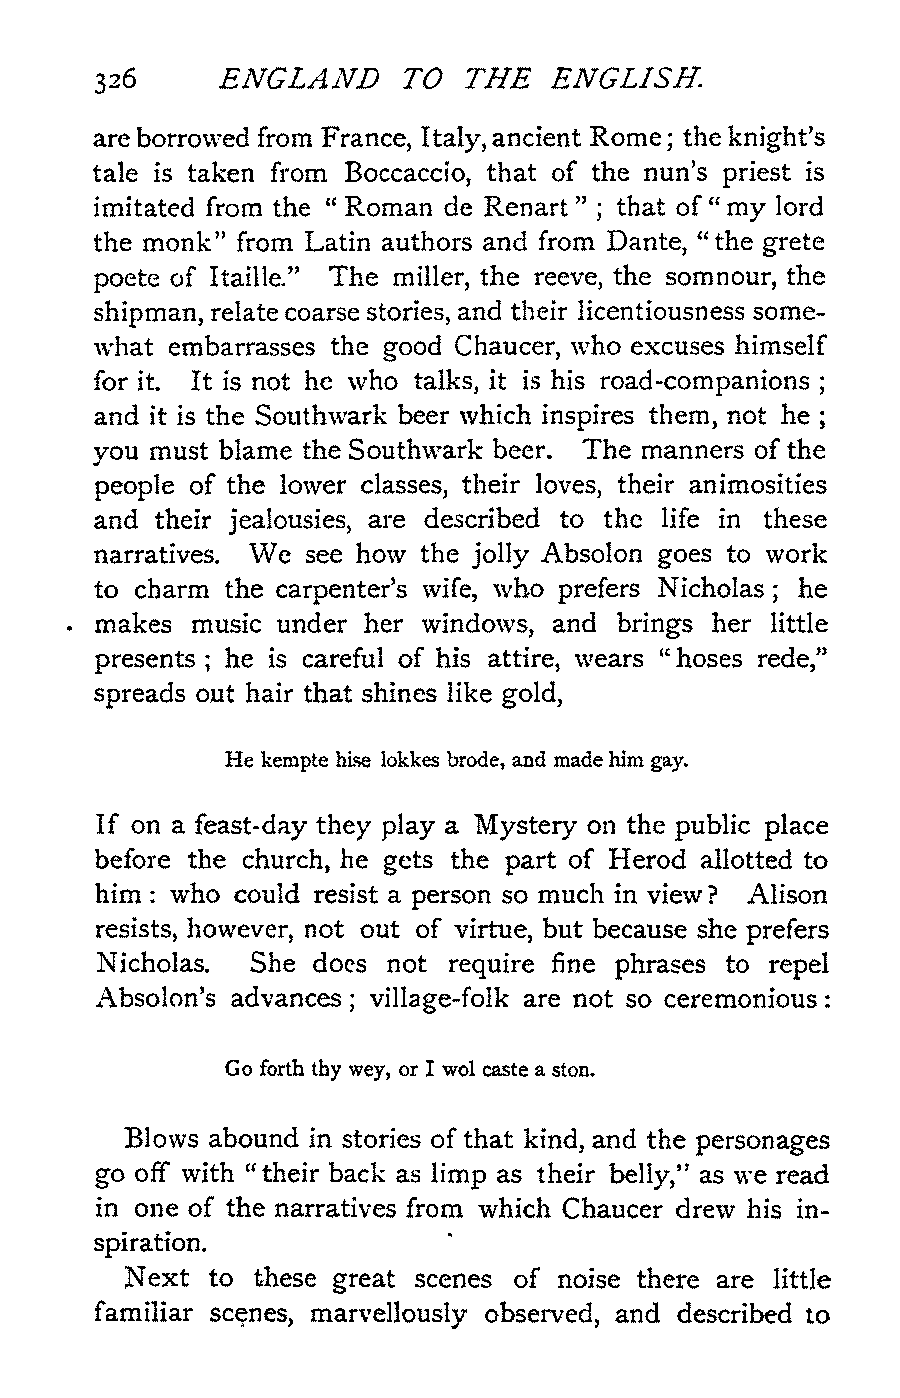 326 ENGLAND TO THE ENGLISH.
are borrowed from France, Italy, ancient Rome; the knight's
tale is taken from Boccaccio, that of the nun's priest is
imitated from the "Roman de Renart"; that of "my lord
the monk" from Latin authors and from Dante, "the grete
poete of Itaille." The miller, the reeve, the somnour, the
shipman, relate coarse stories, and their licentiousness some-
what embarrasses the good Chaucer, who excuses himself
for it. It is not he who talks, it is his road-companions;
and it is the Southwark beer which inspires them, not he;
you must blame the Southwark beer. The manners of the
people of the lower classes, their loves, their animosities
and their jealousies, are described to the life in these
narratives. We see how the jolly Absolon goes to work
to charm the carpenter's wife, who prefers Nicholas; he
makes music under her windows, and brings her little
presents; he is careful of his attire, wears "hoses rede,"
spreads out hair that shines like gold,
He kempte hise lokkes brode, and made him gay.
If on a feast-day they play a Mystery on the public place
before the church, he gets the part of Herod allotted to
him: who could resist a person so much in view? Alison
resists, however, not out of virtue, but because she prefers
Nicholas. She does not require fine phrases to repel
Absolon's advances; village-folk are not so ceremonious:
Go forth thy wey, or I wol caste a ston.
Blows abound in stories of that kind, and the personages
go off with "their back as limp as their belly," as we read
in one of the narratives from which Chaucer drew his in-
spiration.
Next to these great scenes of noise there are little
familiar scenes, marvellously observed, and described to